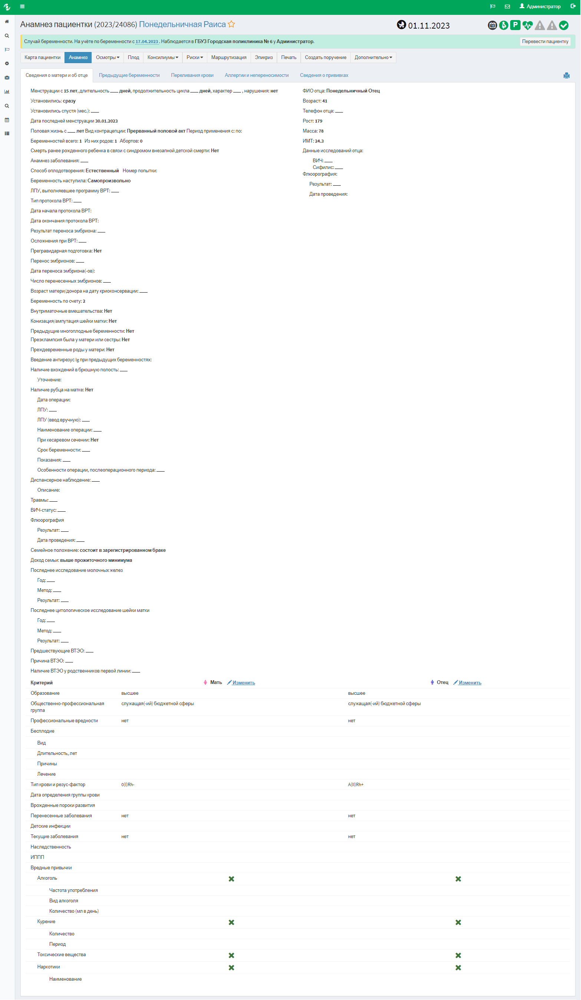 Администратор
Анамнез пациентки (2023/24086) Понедельничная Раиса
01.11.2023
Случай беременности. На учёте по беременности с 17.04.2023 . Наблюдается в ГБУЗ Городская поликлиника № 6 у Администратор.
Перевести пациентку
Карта пациентки Анамнез Осмотры Плод Консилиумы Риски Маршрутизация Эпикриз Печать Создать поручение Дополнительно
Сведения о матери и об отце Предыдущие беременности Переливания крови Аллергии и непереносимости Сведения о прививках
Менструации с 15 лет, длительность ___ дней, продолжительность цикла ___ дней, характер ___ , нарушения: нет
Установились: сразу
Установились спустя (мес.): ___
Дата последней менструации 30.01.2023
Половая жизнь с ___ лет Вид контрацепции: Прерванный половой акт Период применения с: по:
Беременностей всего: 1 Из них родов: 1 Абортов: 0
Смерть ранее рожденного ребенка в связи с синдромом внезапной детской смерти: Нет
Анамнез заболевания: ___
Способ оплодотворения: Естественный Номер попытки:
Беременность наступила: Самопроизвольно
ЛПУ, выполняевшее программу ВРТ: ___
Тип протокола ВРТ: ___
Дата начала протокола ВРТ:
Дата окончания протокола ВРТ:
Результат переноса эмбриона: ___
Осложнения при ВРТ: ___
Прегравидарная подготовка: Нет
Перенос эмбрионов: ___
Дата переноса эмбриона(-ов):
Число перенесенных эмбрионов: ___
Возраст матери/донора на дату криоконсервации: ___
Беременность по счету: 2
Внутриматочные вмешательства: Нет
Конизация/ампутация шейки матки: Нет
Предыдущие многоплодные беременности: Нет
Преэклампсия была у матери или сестры: Нет
Преждевременные роды у матери: Нет
Введение антирезус Ig при предыдущих беременностях:
Наличие вхождений в брюшную полость: ___
Уточнение:
Наличие рубца на матке: Нет
Дата операции:
ЛПУ: ___
ЛПУ (ввод вручную): ___
Наименование операции: ___
При кесаревом сечении: Нет
Срок беременности: ___
Показания: ___
Особенности операции, послеоперационного периода: ___
Диспансерное наблюдение: ___
Описание:
Травмы: ___
ВИЧ-статус: ___
Флюорография
Результат: ___
Дата проведения: ___
Семейное положение: состоит в зарегистрированном браке
Доход семьи: выше прожиточного минимума
Последнее исследование молочных желез
Год: ___
Метод: ___
Результат: ___
Последнее цитологическое исследование шейки матки
Год: ___
Метод: ___
Результат: ___
Предшествующие ВТЭО: ___
Причина ВТЭО: ___
Наличие ВТЭО у родственников первой линии: ___
ФИО отца: Понедельничный Отец
Возраст: 41
Телефон отца: ___
Рост: 179
Масса: 78
ИМТ: 24.3
Данные исследований отца:
ВИЧ: ___
Сифилис: ___
Флюорография:
Результат: ___
Дата проведения:
Критерий Мать Изменить Отец Изменить
Образование высшее высшее
Общественно-профессиональная служащая(-ий) бюджетной сферы служащая(-ий) бюджетной сферы
группа
Профессиональные вредности нет нет
Бесплодие
Вид
Длительность, лет
Причины
Лечение
Тип крови и резус-фактор 0(I)Rh- A(II)Rh+
Дата определения группы крови
Врожденные пороки развития
Перенесенные заболевания нет нет
Детские инфекции
Текущие заболевания нет нет
Наследственность
ИППП
Вредные привычки
Алкоголь
Частота употребления
Вид алкоголя
Количество (мл в день)
Курение
Количество
Период
Токсические вещества
Наркотики
Наименование